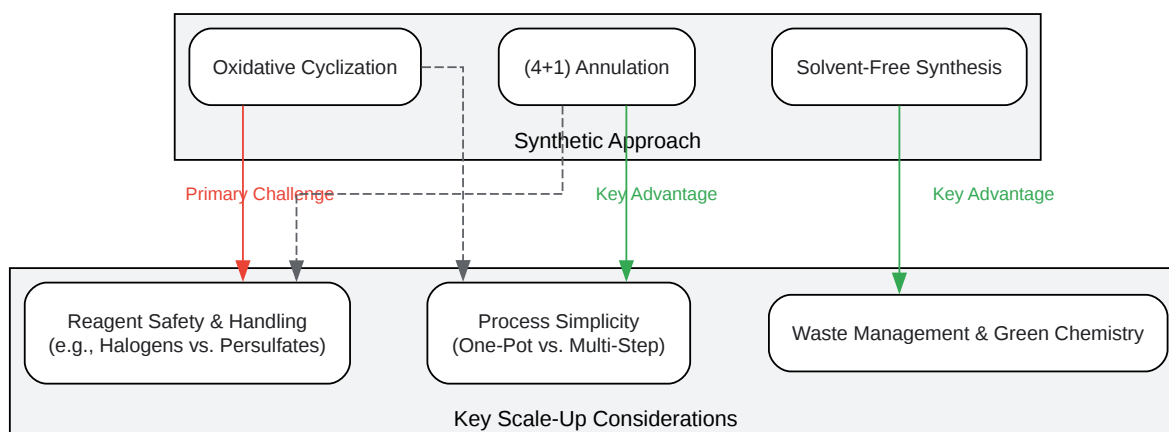 Oxidative Cyclization
(4+1) Annulation
Solvent-Free Synthesis
Synthetic Approach
Primary Challenge
Key Advantage
Key Advantage
Reagent Safety & Handling
(e.g., Halogens vs. Persulfates)
Process Simplicity
(One-Pot vs. Multi-Step)
Waste Management & Green Chemistry
Key Scale-Up Considerations